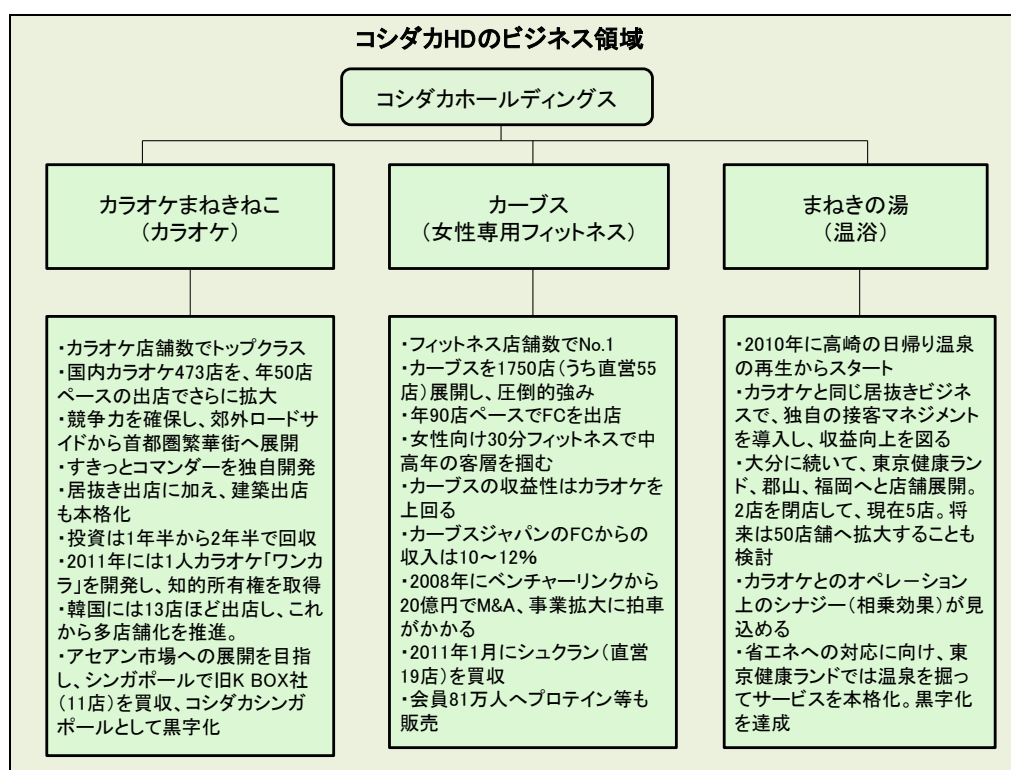 コシダカHDのビジネス領域
コシダカホールディングス
カラオケまねきねこ
（カラオケ）
カーブス
（女性専用フィットネス）
まねきの湯
（温浴）
・カラオケ店舗数でトップクラス
・国内カラオケ473店を、年50店
ペースの出店でさらに拡大
・競争力を確保し、郊外ロードサ
イドから首都圏繁華街へ展開
・すきっとコマンダーを独自開発
・居抜き出店に加え、建築出店
も本格化
・投資は1年半から2年半で回収
・2011年には1人カラオケ「ワンカ
ラ」を開発し、知的所有権を取得
・韓国には13店ほど出店し、これ
から多店舗化を推進。
・アセアン市場への展開を目指
し、シンガポールで旧K BOX社
（11店）を買収、コシダカシンガ
ポールとして黒字化
・フィットネス店舗数でNo.1
・カーブスを1750店（うち直営55
店）展開し、圧倒的強み
・年90店ペースでFCを出店
・女性向け30分フィットネスで中
高年の客層を掴む
・カーブスの収益性はカラオケを
上回る
・カーブスジャパンのFCからの
収入は10～12%
・2008年にベンチャーリンクから
20億円でM&A、事業拡大に拍車
がかかる
・2011年1月にシュクラン（直営
19店）を買収
・会員81万人へプロテイン等も
販売
・2010年に高崎の日帰り温泉
の再生からスタート
・カラオケと同じ居抜きビジネ
スで、独自の接客マネジメント
を導入し、収益向上を図る
・大分に続いて、東京健康ラン
ド、郡山、福岡へと店舗展開。
2店を閉店して、現在5店。将
来は50店舗へ拡大することも
検討
・カラオケとのオペレーション
上のシナジー（相乗効果）が見
込める
・省エネへの対応に向け、東
京健康ランドでは温泉を掘っ
てサービスを本格化。黒字化
を達成